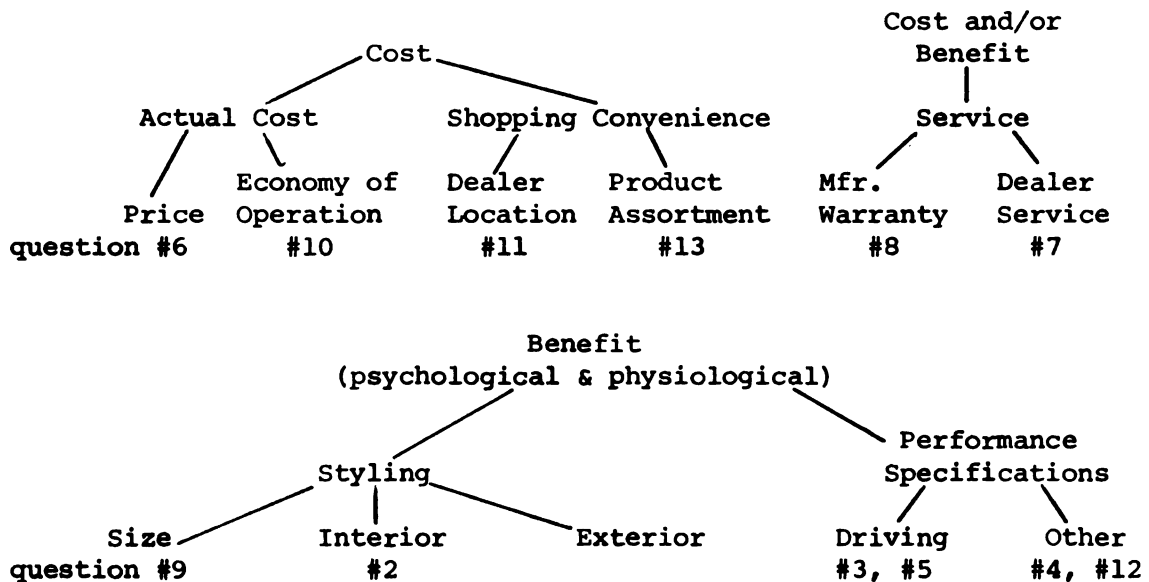 Cost and/or
Cost Benefit
Actual Cost Shopping Convenience Service
Economy of Dealer Product Mfr. Dealer
Price Operation Location Assortment Warranty Service
question #6 #10 #11 #13 #8 #7
Benefit
(psychological & physiological)
Performance
Styling Specifications
Size Interior Exterior Driving Other
question #9 #2 #3, #5 #4, #12